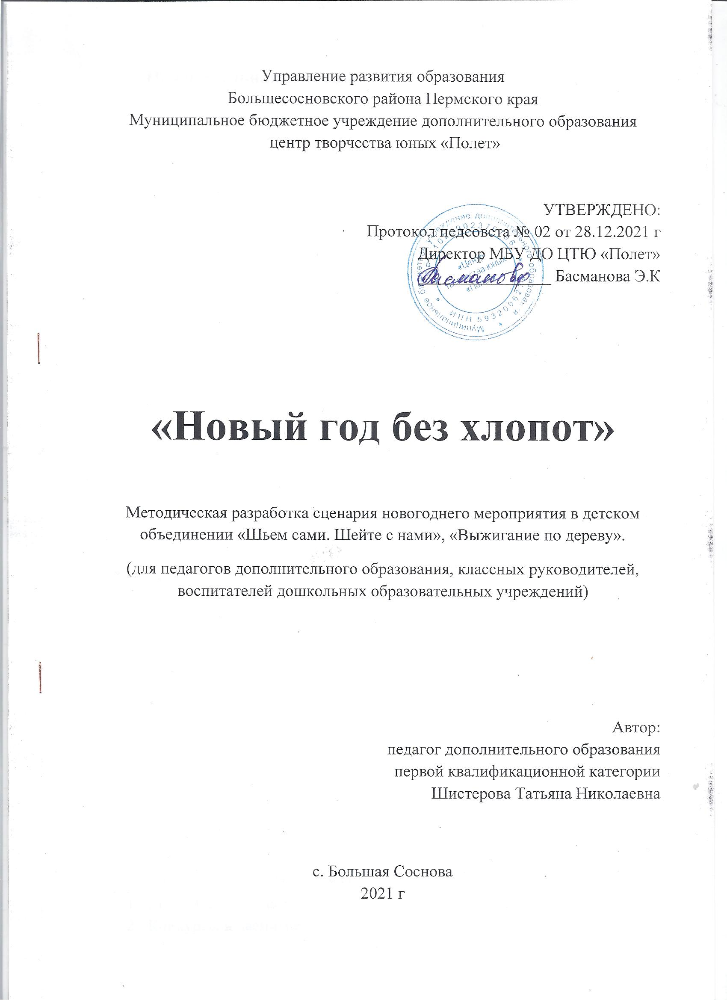 Управление развития образования
Большесосновского района Пермского края
Муниципальное бюджетное учреждение дополнительного образования
центр творчества юных «Полет»
УТВЕРЖДЕНО:
Протокол педсовета № 02 от 28.12.2021 г
Директор МБУ ДО ЦТЮ «Полет»
Басманова Э.К
Муниципальное бюджетное учреждение дополнительного образования
ИНН
«Центр
творчества юных
«Полет»
«Новый год без хлопот»
Методическая разработка сценария новогоднего мероприятия в детском
объединении «Шьем сами. Шейте с нами», «Выжигание по дереву».
(для педагогов дополнительного образования, классных руководителей,
воспитателей дошкольных образовательных учреждений)
Автор:
педагог дополнительного образования
первой квалификационной категории
Шистерова Татьяна Николаевна
с. Большая Соснова
2021 г